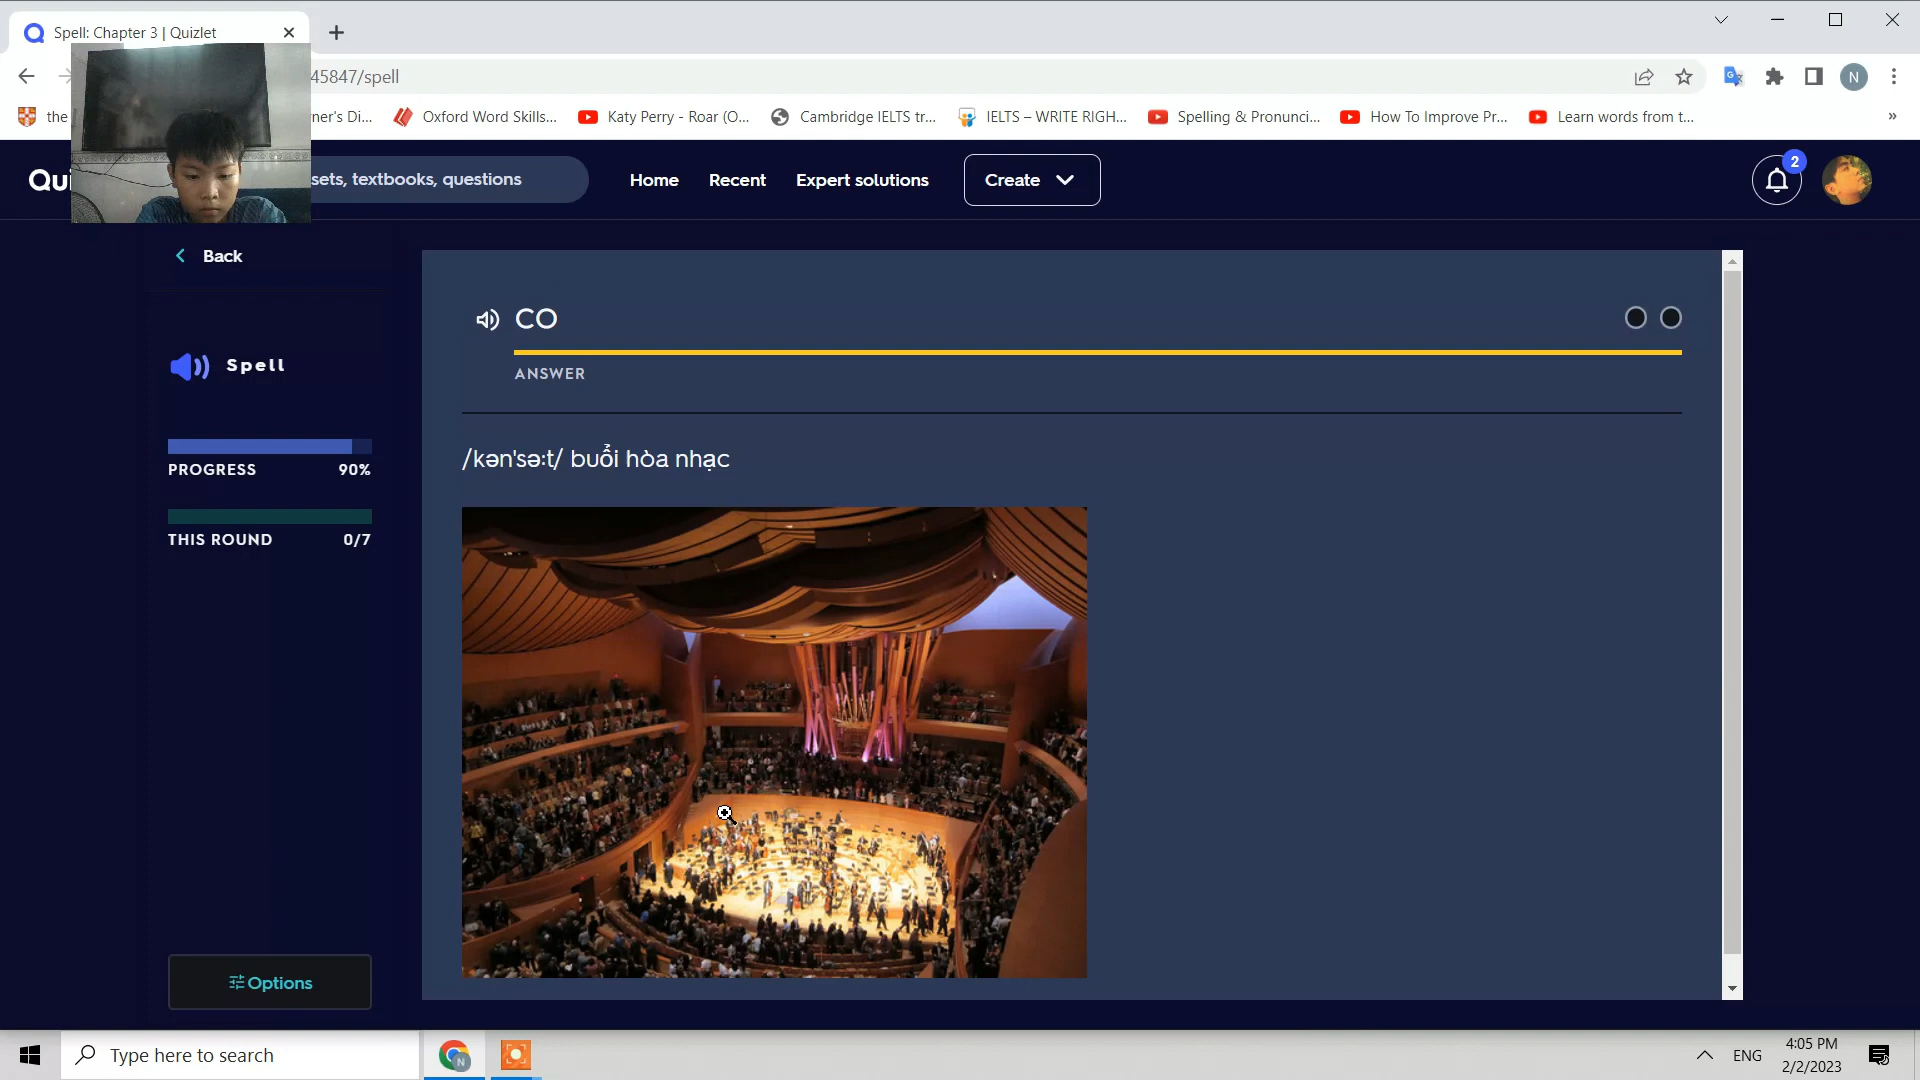 Spell: Chapter 3 | Quizlet
45847/spell
N
the
ner's Di...
Oxford Word Skills...
Katy Perry - Roar (O...
Cambridge IELTS tr...
IELTS – WRITE RIGH...
Spelling & Pronunci...
How To Improve Pr...
Learn words from t...
»
Qui
sets, textbooks, questions
Home
Recent
Expert solutions
Create
2
Back
CO
ANSWER
Spell
PROGRESS 90%
THIS ROUND 0/7
/kən'sə:t/ buổi hòa nhạc
Options
Type here to search
N
ENG
4:05 PM
2/2/2023